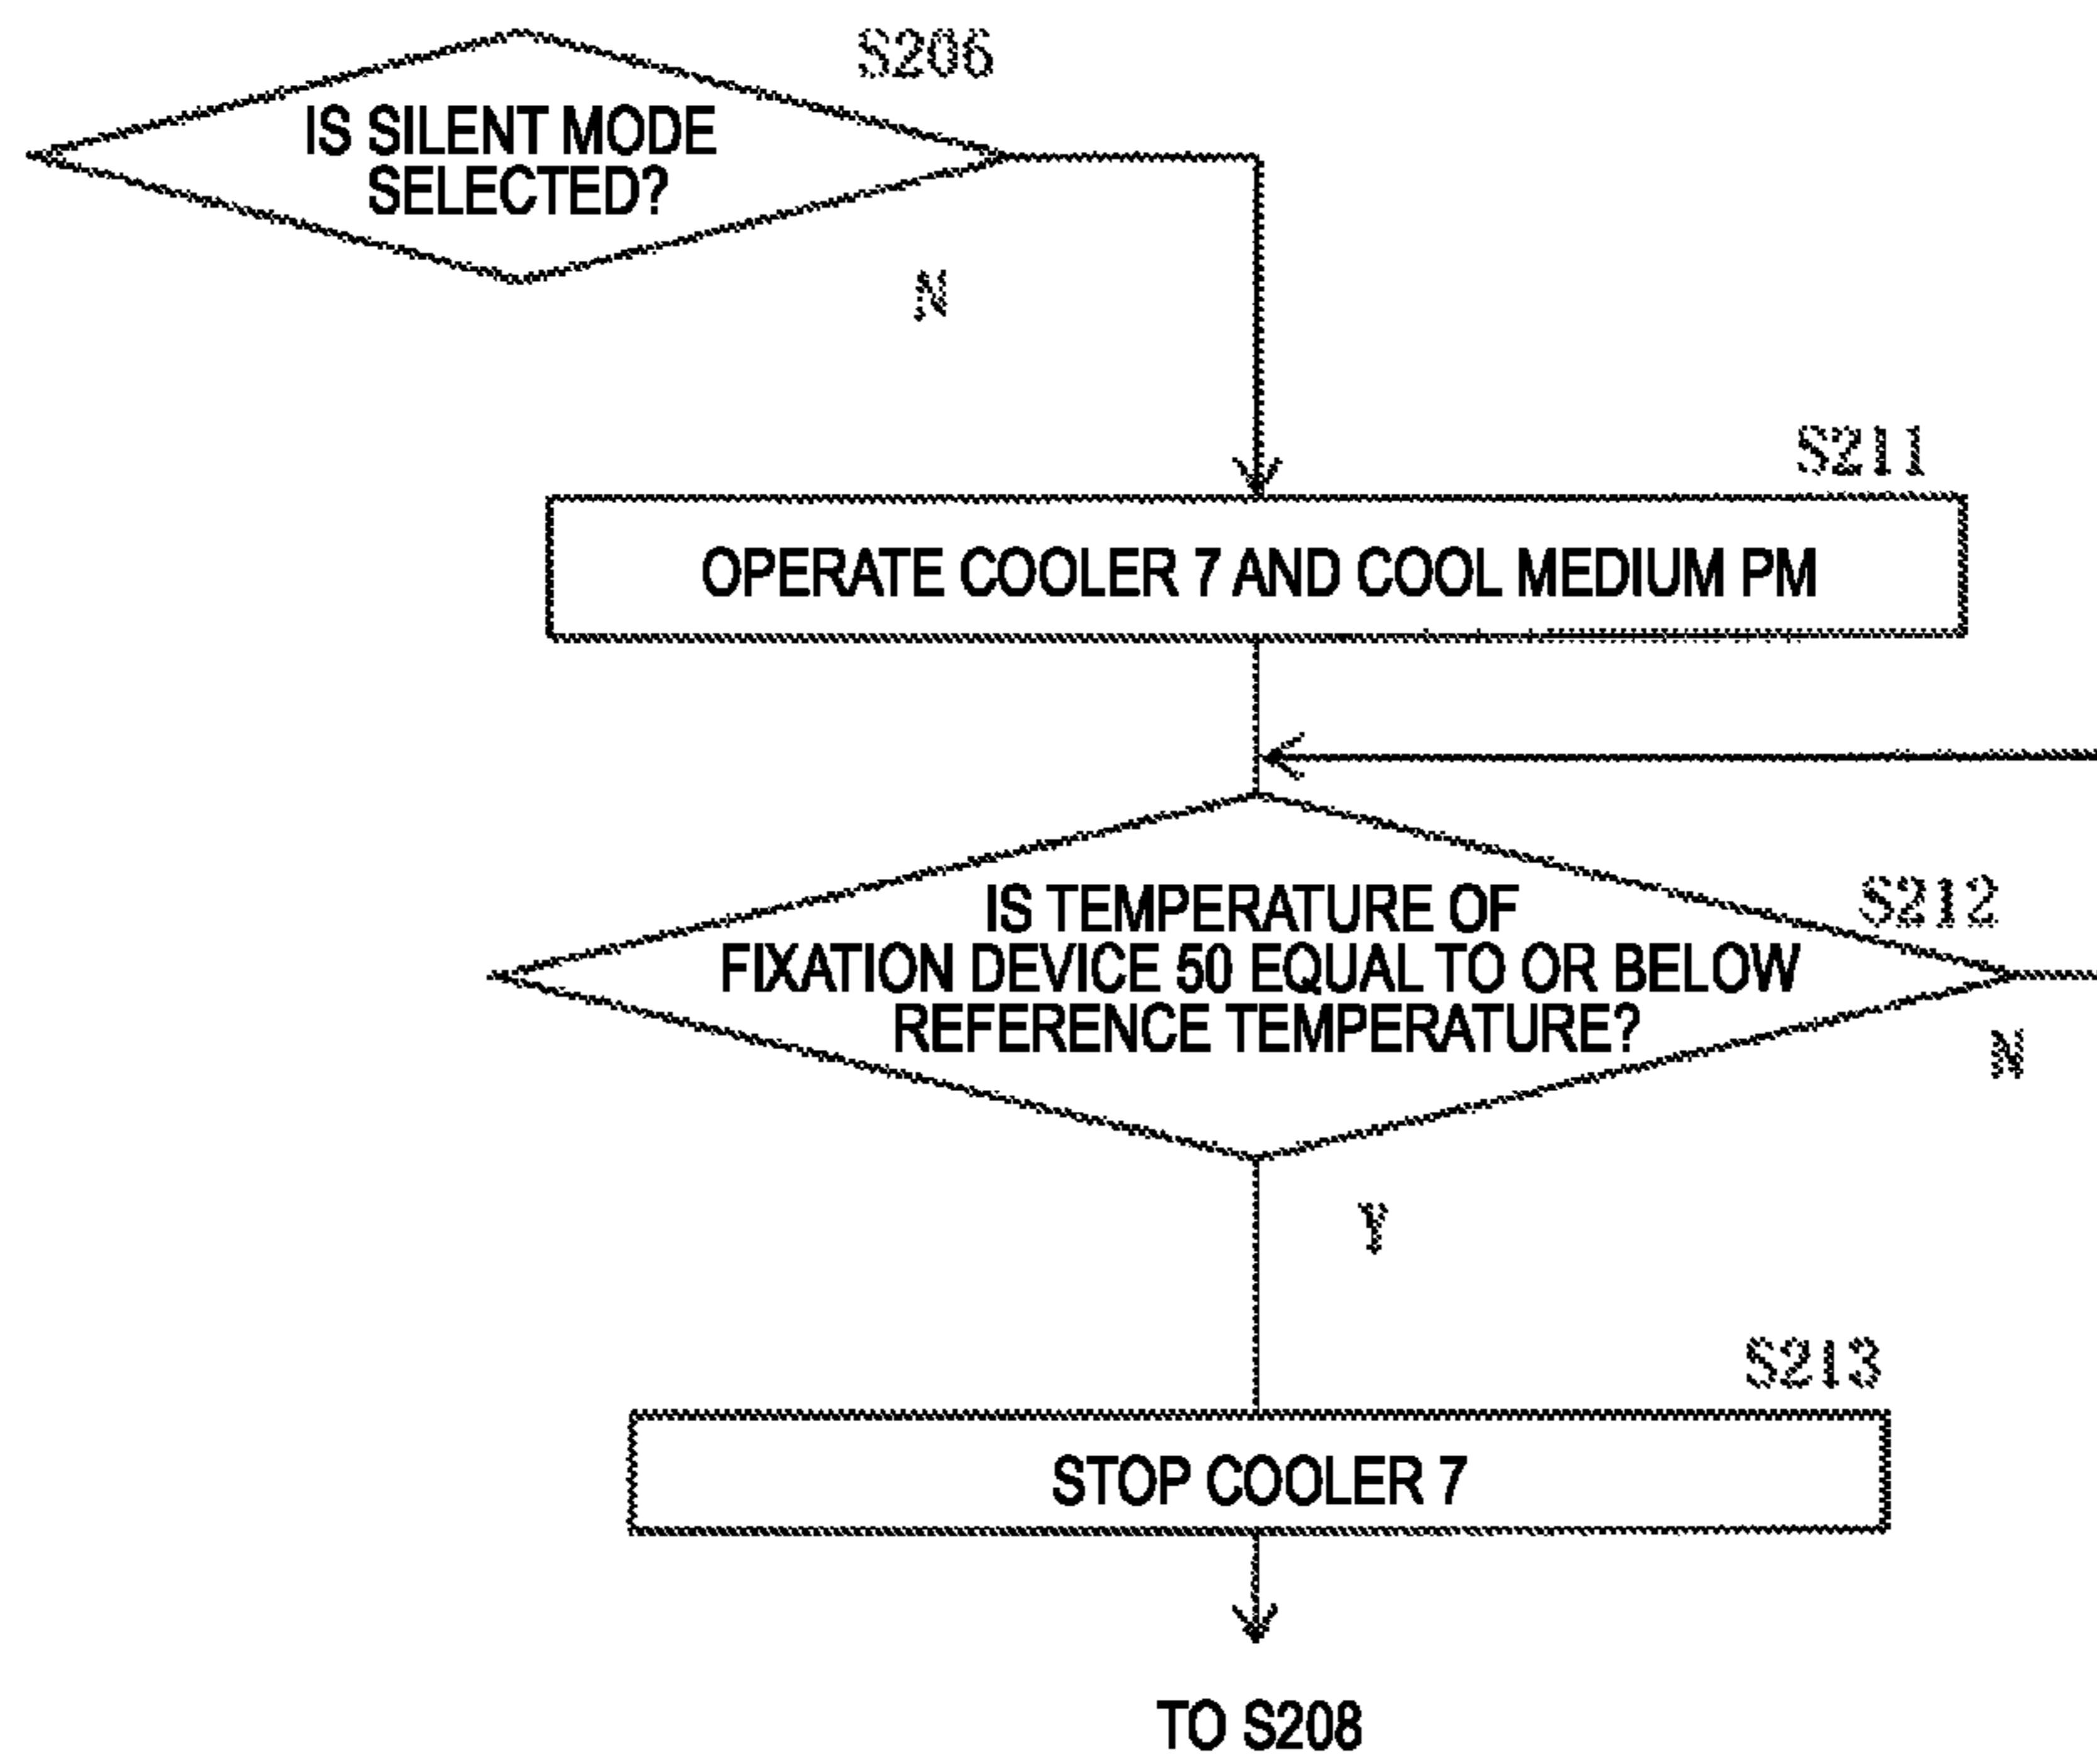 S206
IS SILENT MODE
SELECTED?
N
S211
OPERATE COOLER 7 AND COOL MEDIUM PM
S212
IS TEMPERATURE OF
FIXATION DEVICE 50 EQUAL TO OR BELOW
REFERENCE TEMPERATURE?
N
Y
S213
STOP COOLER 7
TO S208